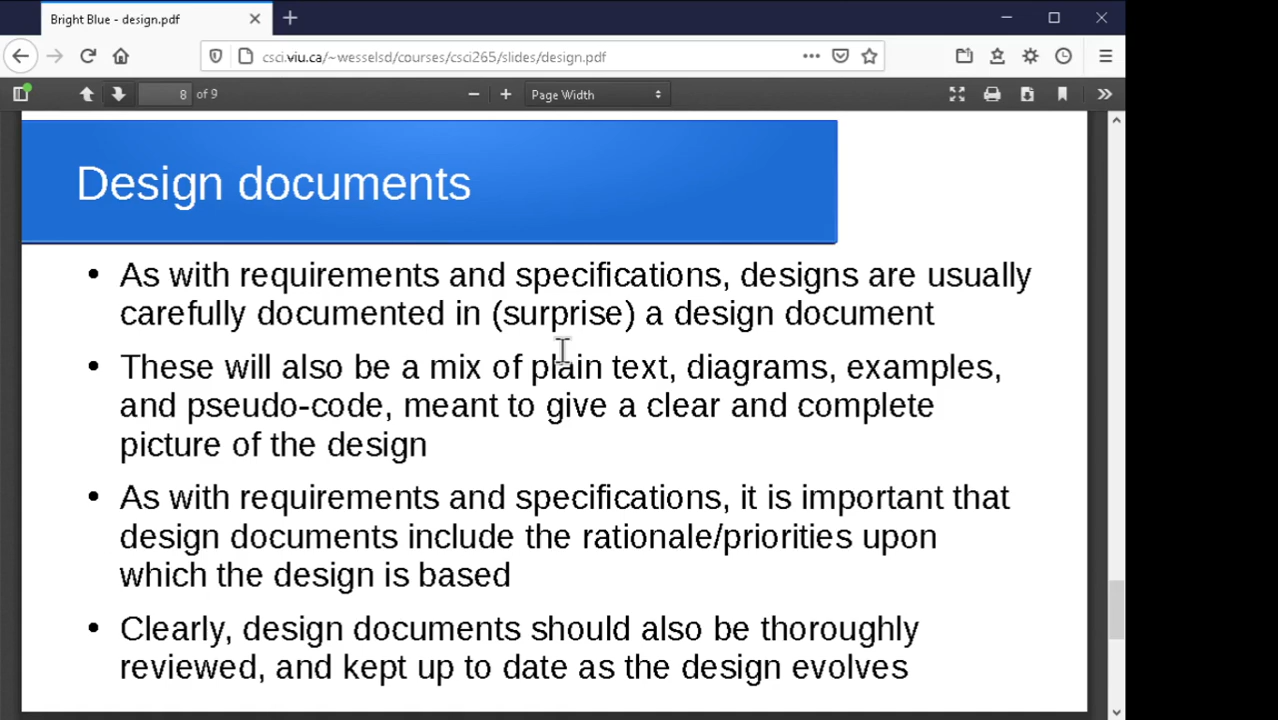 Bright Blue - design.pdf
csci.viu.ca/~wesselsd/courses/csci265/slides/design.pdf
8 of 9
Page Width
Design documents
• As with requirements and specifications, designs are usually
carefully documented in (surprise) a design document
• These will also be a mix of plain text, diagrams, examples,
and pseudo-code, meant to give a clear and complete
picture of the design
• As with requirements and specifications, it is important that
design documents include the rationale/priorities upon
which the design is based
• Clearly, design documents should also be thoroughly
reviewed, and kept up to date as the design evolves